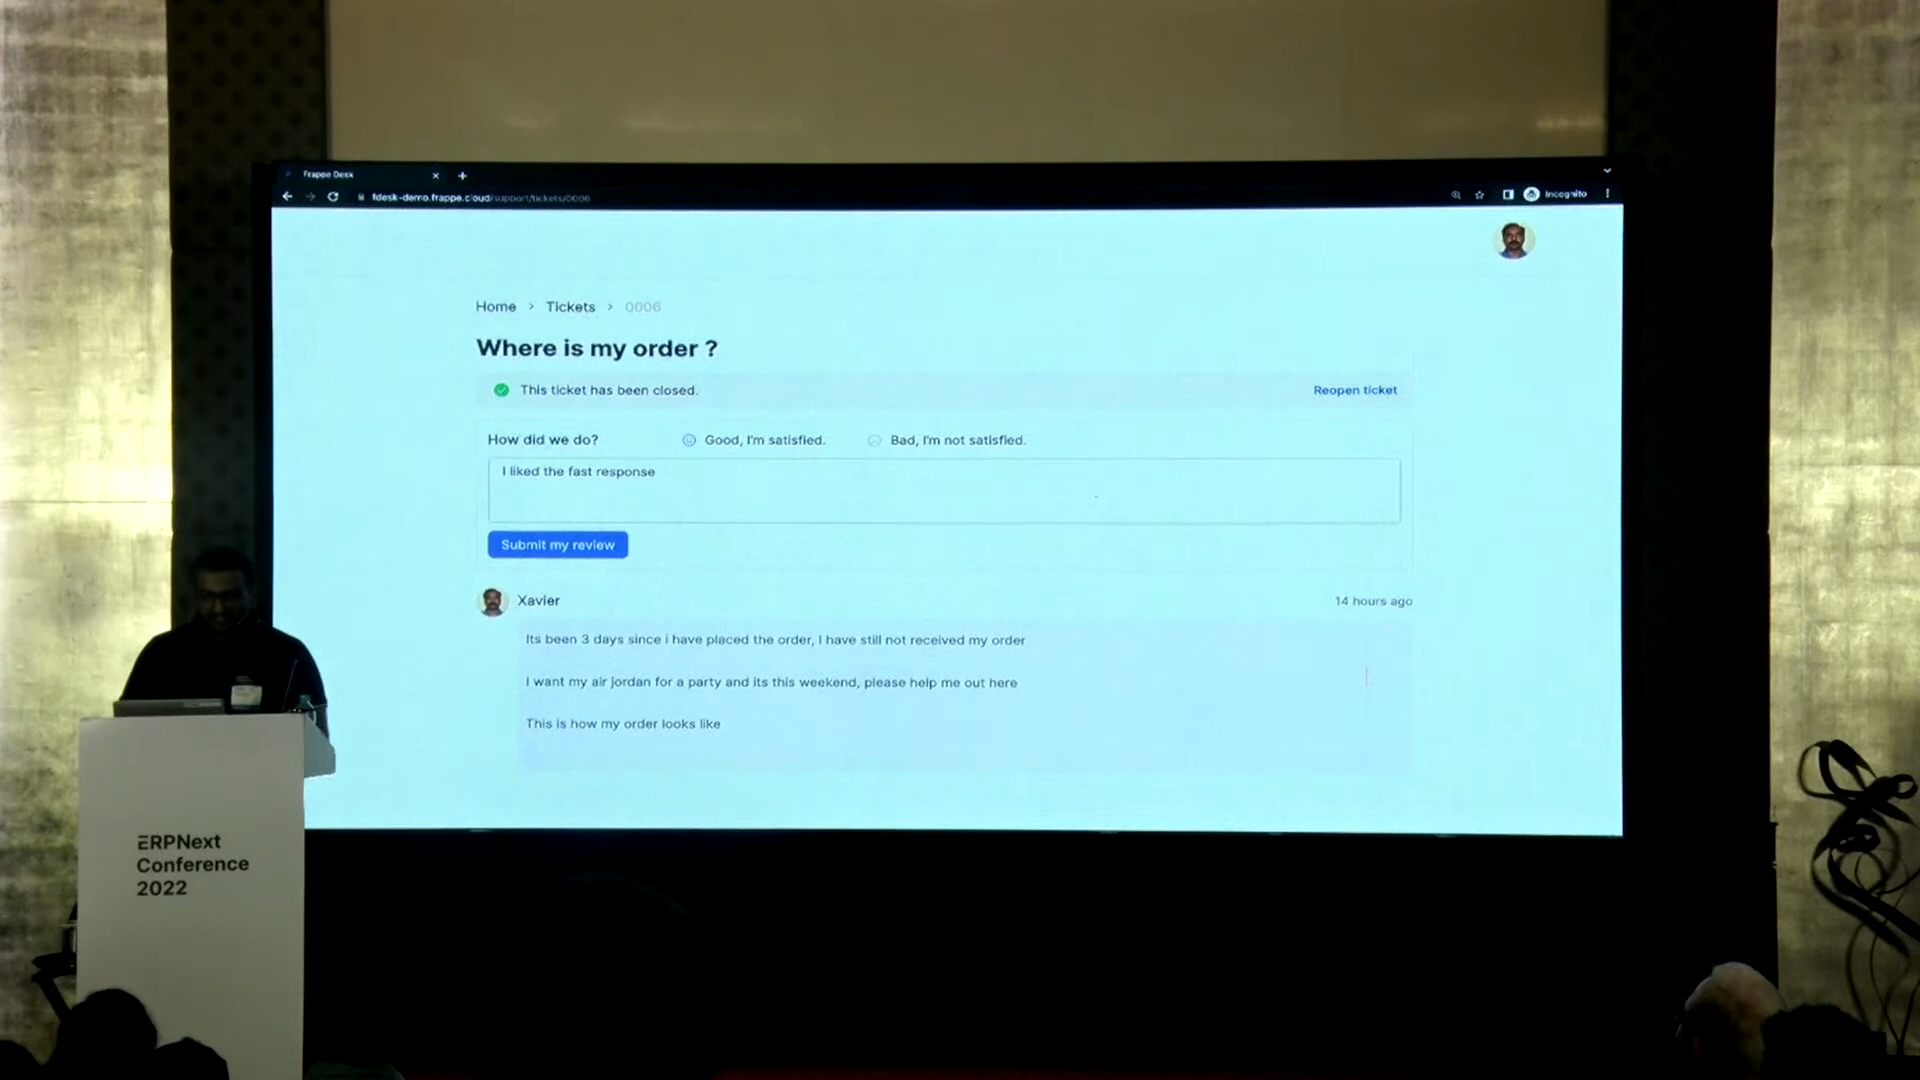 Frappe Desk
fdesk-demo.frappe.cloud/support/tickets/0006
Incognito
Home > Tickets > 0006
Where is my order ?
This ticket has been closed.
Reopen ticket
How did we do?
Good, I'm satisfied.
Bad, I'm not satisfied.
I liked the fast response
Submit my review
Xavier
14 hours ago
Its been 3 days since i have placed the order, I have still not received my order
I want my air jordan for a party and its this weekend, please help me out here
This is how my order looks like
ERPNext
Conference
2022